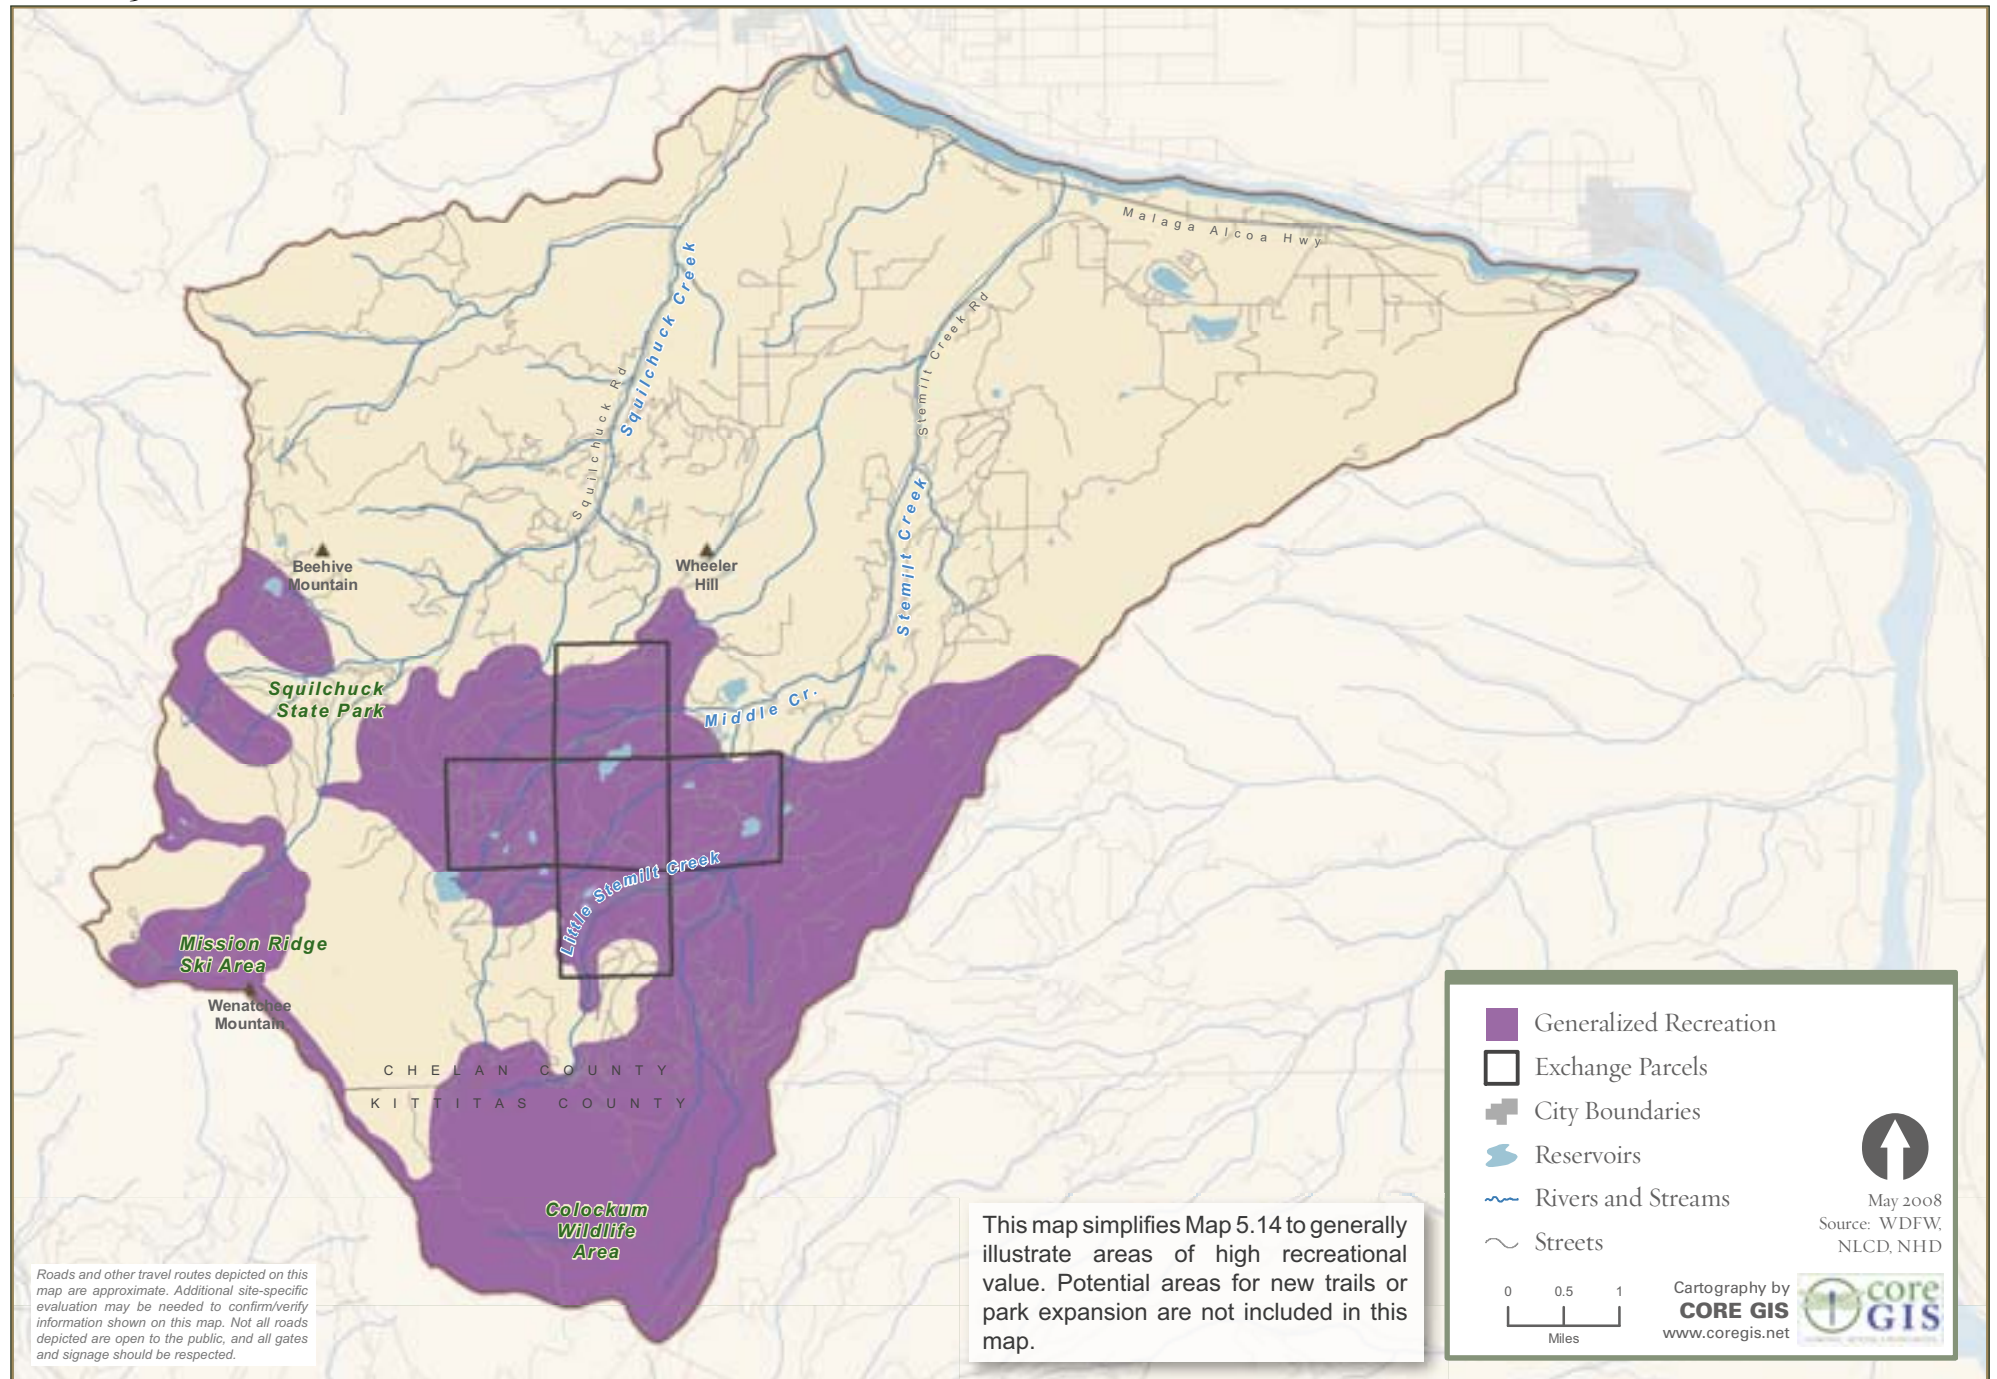 Malaga Alcoa Hwy
Squilchuck Creek
Squilchuck Rd
Stemilt Creek Rd
Stemilt Creek
Beehive
Mountain
Wheeler
Hill
Squilchuck
State Park
Middle Cr.
Little Stemilt Creek
Mission Ridge
Ski Area
Wenatchee
Mountain
CHELAN COUNTY
KITTITAS COUNTY
Colockum
Wildlife
Area
Roads and other travel routes depicted on this
map are approximate. Additional site-specific
evaluation may be needed to confirm/verify
information shown on this map. Not all roads
depicted are open to the public, and all gates
and signage should be respected.
This map simplifies Map 5.14 to generally
illustrate areas of high recreational
value. Potential areas for new trails or
park expansion are not included in this
map.
Generalized Recreation
Exchange Parcels
City Boundaries
Reservoirs
Rivers and Streams
Streets
May 2008
Source: WDFW,
NLCD, NHD
0 0.5 1
Miles
Cartography by
CORE GIS
www.coregis.net
core
GIS